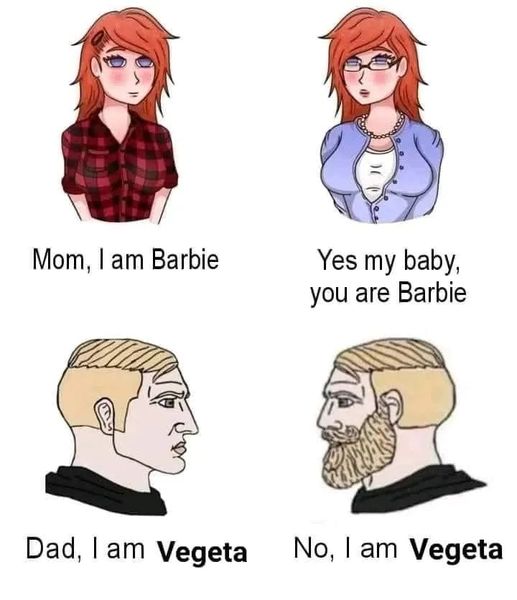 Mom, I am Barbie
Yes my baby,
you are Barbie
Dad, I am Vegeta
No, I am Vegeta